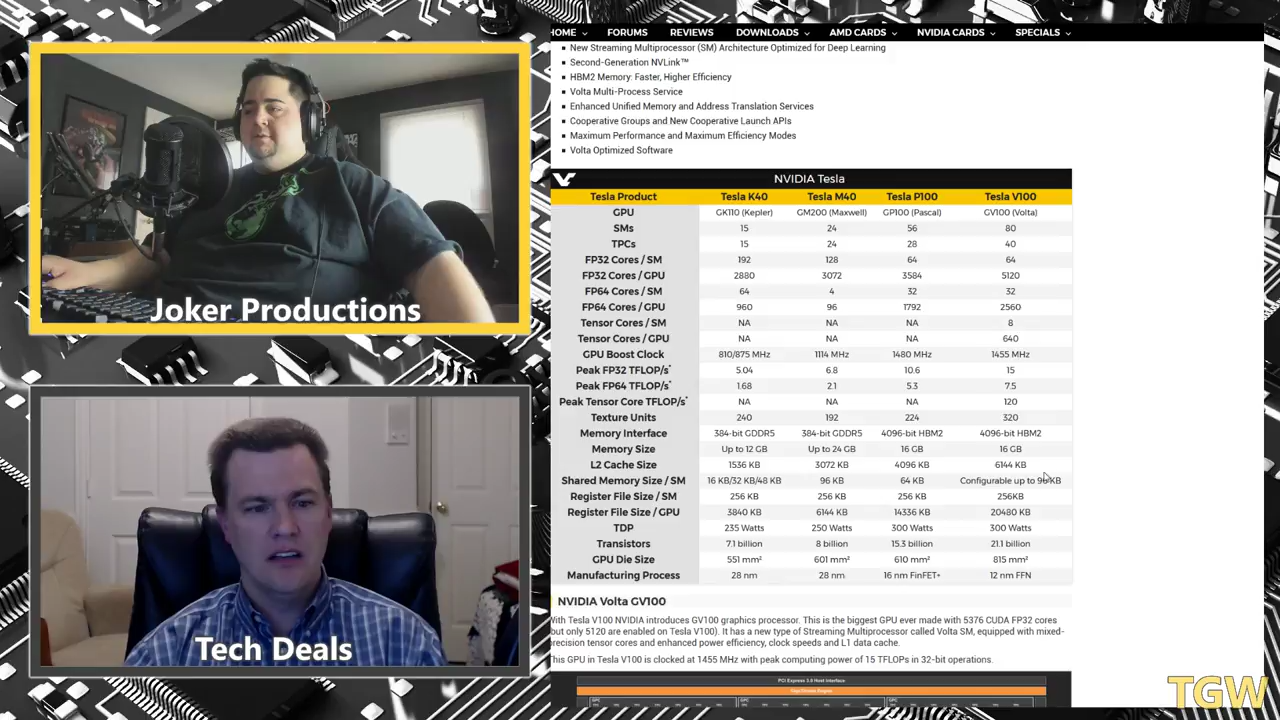 HOME FORUMS REVIEWS DOWNLOADS AMD CARDS NVIDIA CARDS SPECIALS
New Streaming Multiprocessor (SM) Architecture Optimized for Deep Learning
Second-Generation NVLink™
HBM2 Memory: Faster, Higher Efficiency
Volta Multi-Process Service
Enhanced Unified Memory and Address Translation Services
Cooperative Groups and New Cooperative Launch APIs
Maximum Performance and Maximum Efficiency Modes
Volta Optimized Software
NVIDIA Tesla
Tesla Product Tesla K40 Tesla M40 Tesla P100 Tesla V100
GPU GK110 (Kepler) GM200 (Maxwell) GP100 (Pascal) GV100 (Volta)
SMs 15 24 56 80
TPCs 15 24 28 40
FP32 Cores / SM 192 128 64 64
FP32 Cores / GPU 2880 3072 3584 5120
FP64 Cores / SM 64 4 32 32
FP64 Cores / GPU 960 96 1792 2560
Tensor Cores / SM NA NA NA 8
Tensor Cores / GPU NA NA NA 640
GPU Boost Clock 810/875 MHz 1114 MHz 1480 MHz 1455 MHz
Peak FP32 TFLOP/s* 5.04 6.8 10.6 15
Peak FP64 TFLOP/s* 1.68 2.1 5.3 7.5
Peak Tensor Core TFLOP/s* NA NA NA 120
Texture Units 240 192 224 320
Memory Interface 384-bit GDDR5 384-bit GDDR5 4096-bit HBM2 4096-bit HBM2
Memory Size Up to 12 GB Up to 24 GB 16 GB 16 GB
L2 Cache Size 1536 KB 3072 KB 4096 KB 6144 KB
Shared Memory Size / SM 16 KB/32 KB/48 KB 96 KB 64 KB Configurable up to 96 KB
Register File Size / SM 256 KB 256 KB 256 KB 256KB
Register File Size / GPU 3840 KB 6144 KB 14336 KB 20480 KB
TDP 235 Watts 250 Watts 300 Watts 300 Watts
Transistors 7.1 billion 8 billion 15.3 billion 21.1 billion
GPU Die Size 551 mm² 601 mm² 610 mm² 815 mm²
Manufacturing Process 28 nm 28 nm 16 nm FinFET+ 12 nm FFN
NVIDIA Volta GV100
With Tesla V100 NVIDIA introduces GV100 graphics processor. This is the biggest GPU ever made with 5376 CUDA FP32 cores
but only 5120 are enabled on Tesla V100). It has a new type of Streaming Multiprocessor called Volta SM, equipped with mixed-
recision tensor cores and enhanced power efficiency, clock speeds and L1 data cache.
This GPU in Tesla V100 is clocked at 1455 MHz with peak computing power of 15 TFLOPs in 32-bit operations.
PCI Express 3.0 Host Interface
Joker Productions
Tech Deals
TGW